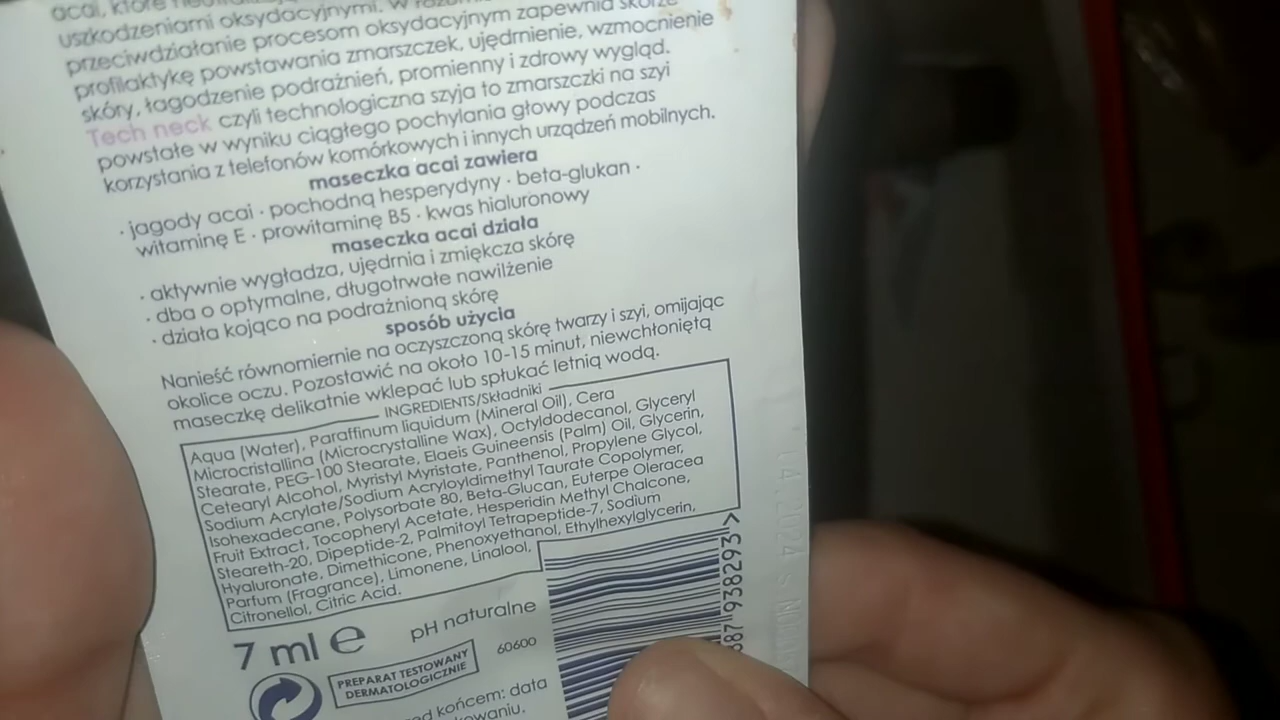 acai, które
uszkodzeniami oksydacyjnymi. W
przeciwdziałanie procesom oksydacyjnym zapewnia skórze
profilaktykę powstawania zmarszczek, ujędrnienie, wzmocnienie
skóry, łagodzenie podrażnień, promienny i zdrowy wygląd.
Tech neck czyli technologiczna szyja to zmarszczki na szyi
powstałe w wyniku ciągłego pochylania głowy podczas
korzystania z telefonów komórkowych i innych urządzeń mobilnych.
maseczka acai zawiera
· jagody acai · pochodną hesperydyny · beta-glukan ·
witaminę E · prowitaminę B5 · kwas hialuronowy
maseczka acai działa
· aktywnie wygładza, ujędrnia i zmiękcza skórę
· dba o optymalne, długotrwałe nawilżenie
· działa kojąco na podrażnioną skórę
sposób użycia
Nanieść równomiernie na oczyszczoną skórę twarzy i szyi, omijając
okolice oczu. Pozostawić na około 10-15 minut, niewchłoniętą
maseczkę delikatnie wklepać lub spłukać letnią wodą.
INGREDIENTS/Składniki
Aqua (Water), Paraffinum liquidum (Mineral Oil), Cera
Microcristallina (Microcrystalline Wax), Octyldodecanol, Glyceryl
Stearate, PEG-100 Stearate, Elaeis Guineensis (Palm) Oil, Glycerin,
Cetearyl Alcohol, Myristyl Myristate, Panthenol, Propylene Glycol,
Sodium Acrylate/Sodium Acryloyldimethyl Taurate Copolymer,
Isohexadecane, Polysorbate 80, Beta-Glucan, Euterpe Oleracea
Fruit Extract, Tocopheryl Acetate, Hesperidin Methyl Chalcone,
Steareth-20, Dipeptide-2, Palmitoyl Tetrapeptide-7, Sodium
Hyaluronate, Dimethicone, Phenoxyethanol, Ethylhexylglycerin,
Parfum (Fragrance), Limonene, Linalool,
Citronellol, Citric Acid.
7 ml e
pH naturalne
60600
PREPARAT TESTOWANY
DERMATOLOGICZNIE
końcem: data
87 938293 >